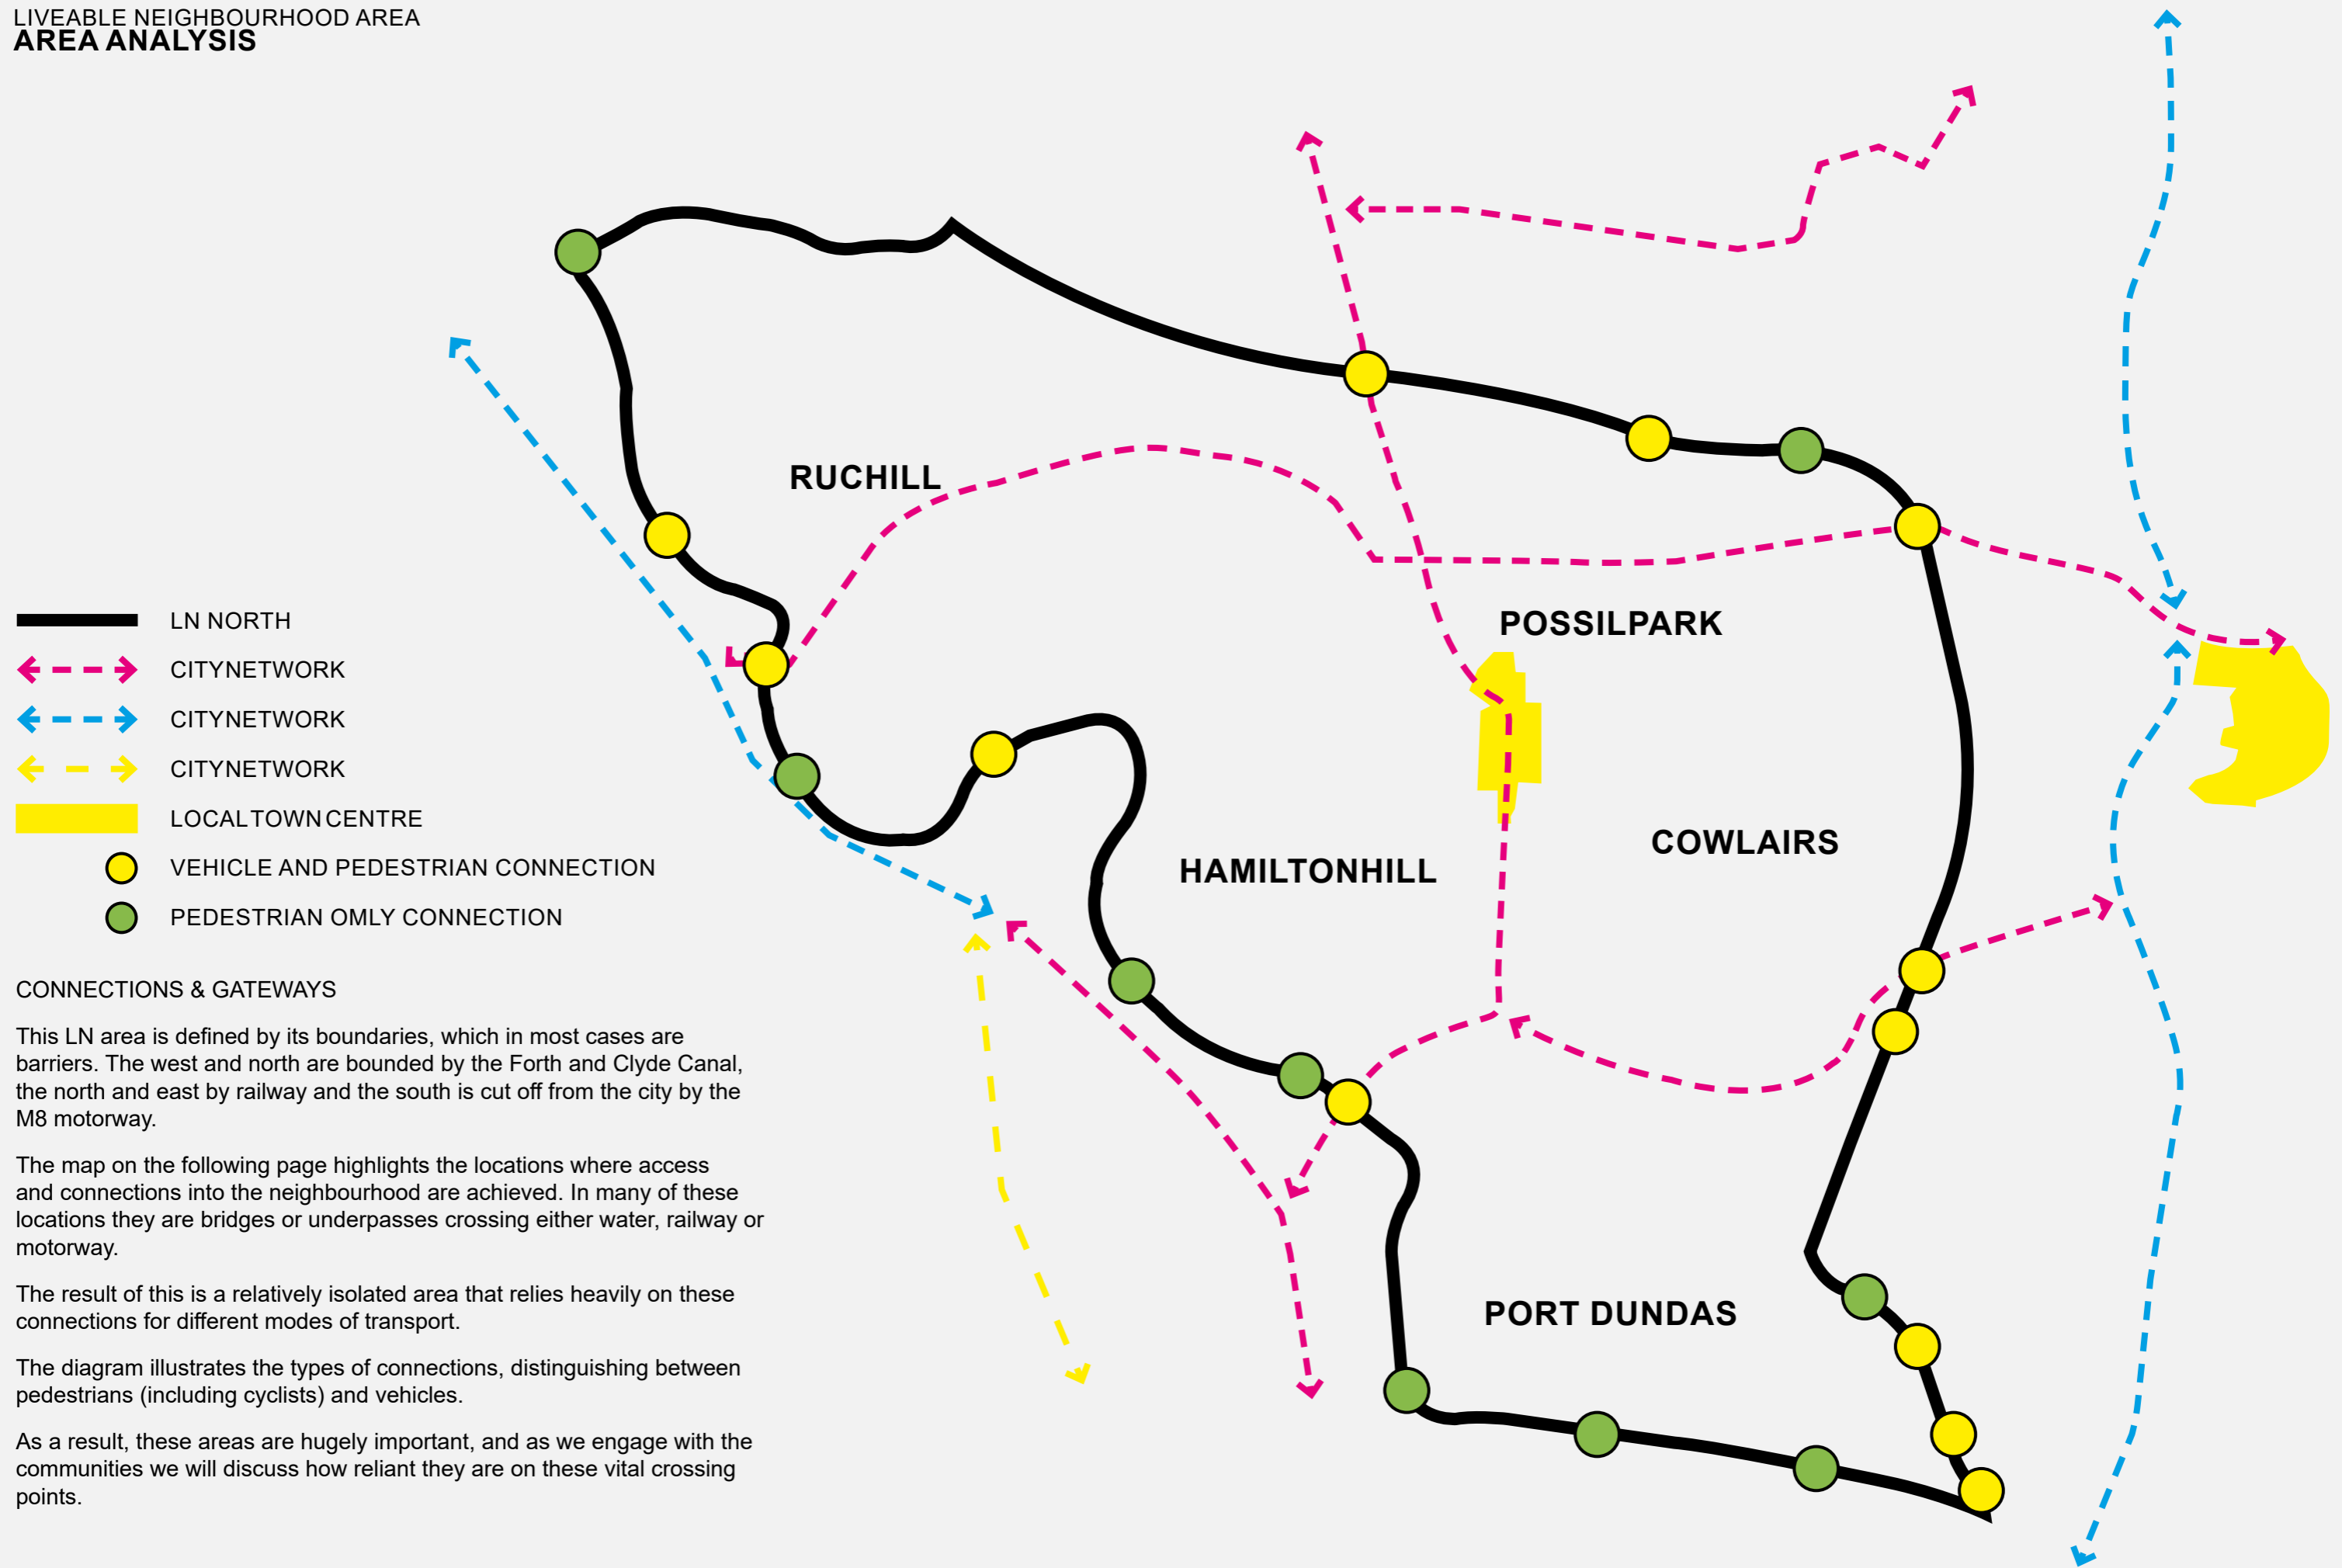 LIVEABLE NEIGHBOURHOOD AREA
AREA ANALYSIS
RUCHILL
POSSILPARK
COWLAIRS
HAMILTONHILL
PORT DUNDAS
LN NORTH
CITYNETWORK
CITYNETWORK
CITYNETWORK
LOCAL TOWN CENTRE
VEHICLE AND PEDESTRIAN CONNECTION
PEDESTRIAN OMLY CONNECTION
CONNECTIONS & GATEWAYS
This LN area is defined by its boundaries, which in most cases are
barriers. The west and north are bounded by the Forth and Clyde Canal,
the north and east by railway and the south is cut off from the city by the
M8 motorway.
The map on the following page highlights the locations where access
and connections into the neighbourhood are achieved. In many of these
locations they are bridges or underpasses crossing either water, railway or
motorway.
The result of this is a relatively isolated area that relies heavily on these
connections for different modes of transport.
The diagram illustrates the types of connections, distinguishing between
pedestrians (including cyclists) and vehicles.
As a result, these areas are hugely important, and as we engage with the
communities we will discuss how reliant they are on these vital crossing
points.